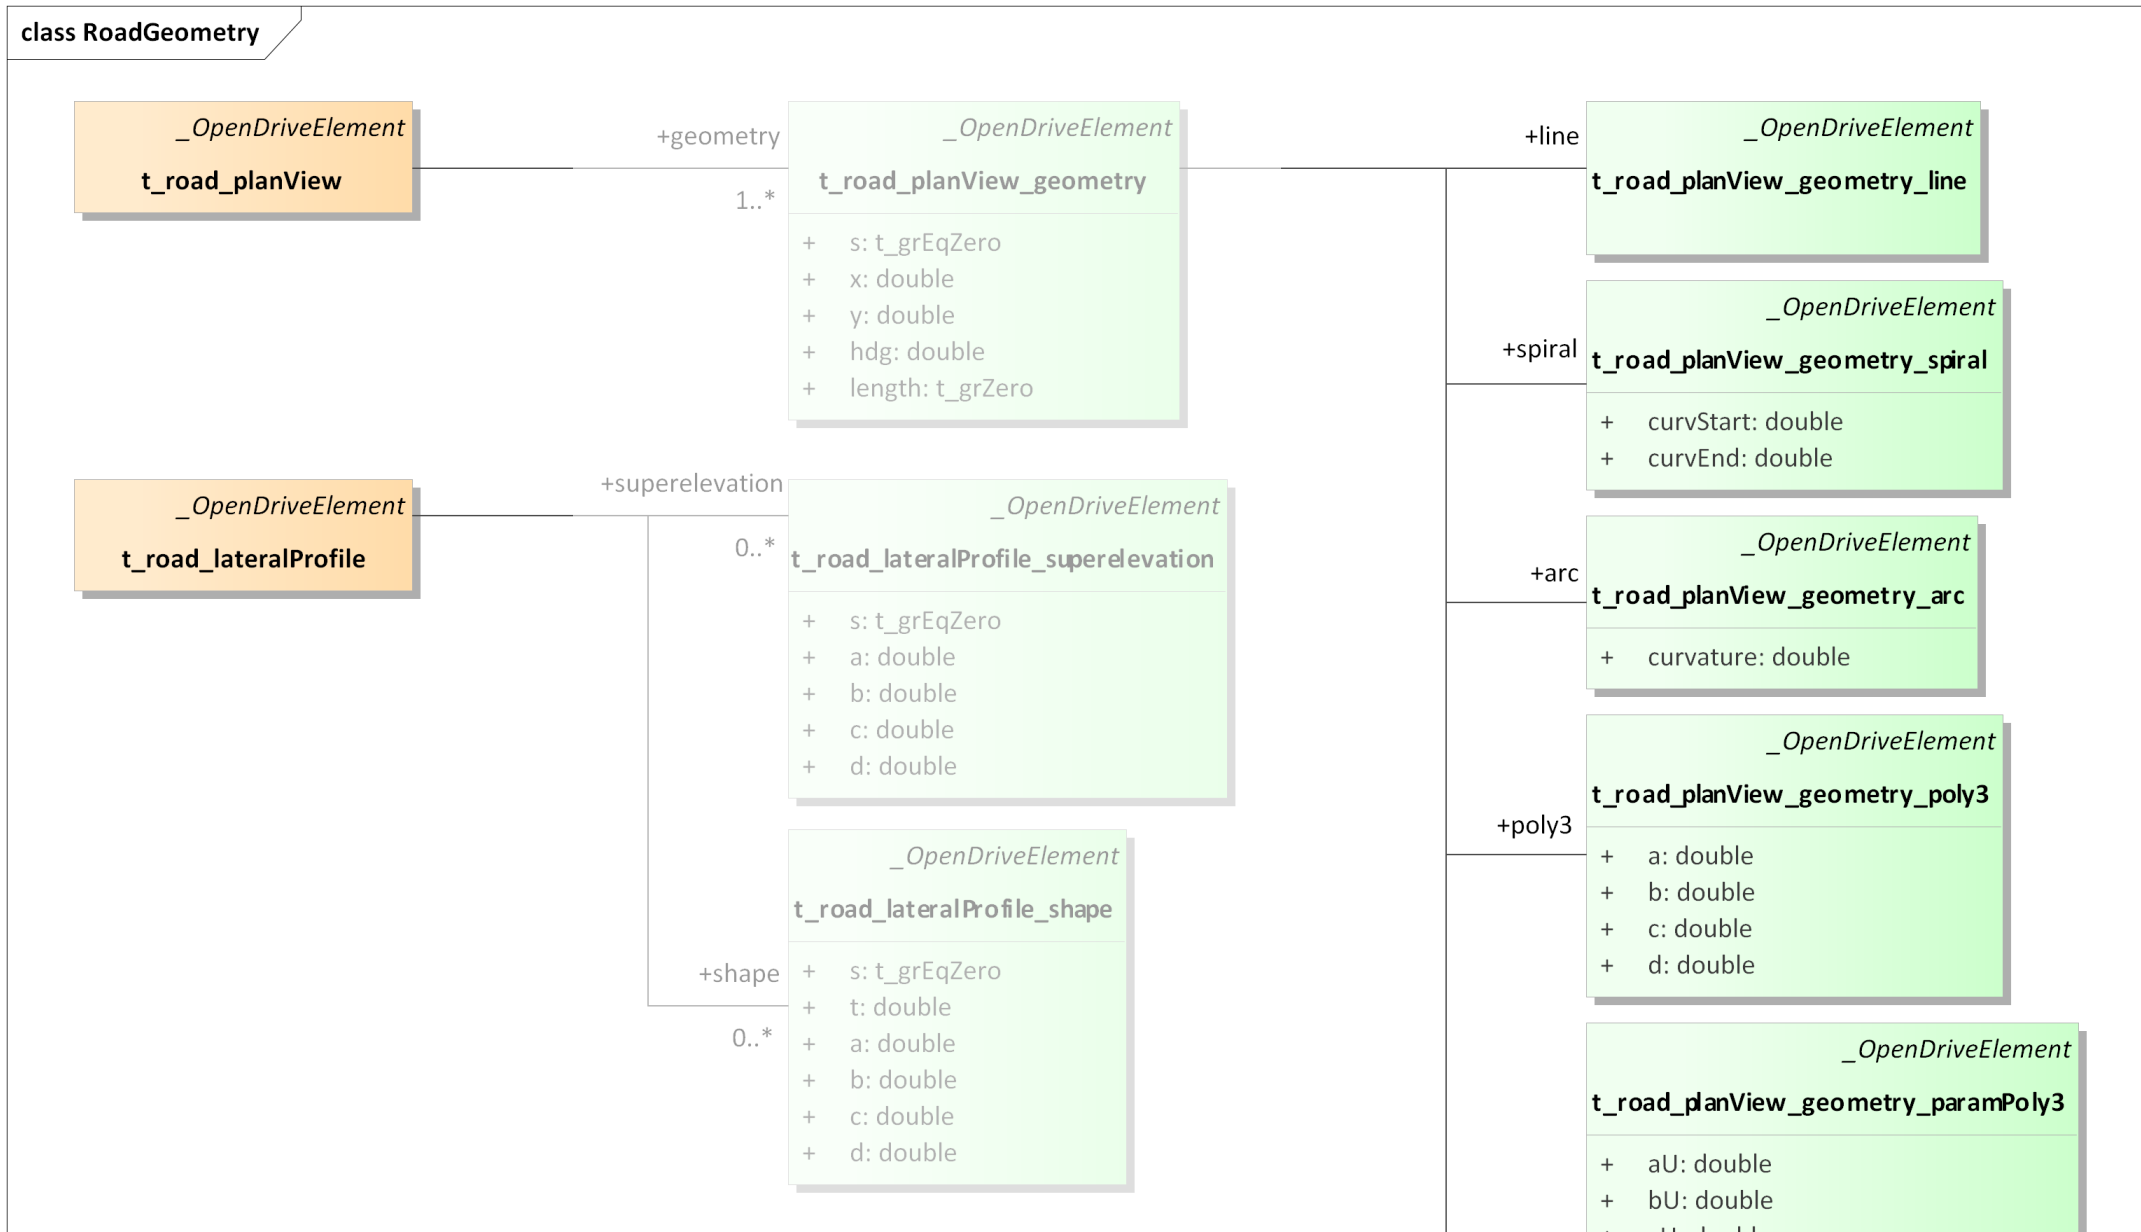 class RoadGeometry
_OpenDriveElement
t_road_planView
+geometry
1..*
_OpenDriveElement
t_road_planView_geometry
+ s: t_grEqZero
+ x: double
+ y: double
+ hdg: double
+ length: t_grZero
+line
_OpenDriveElement
t_road_planView_geometry_line
+spiral
_OpenDriveElement
t_road_planView_geometry_spiral
+ curvStart: double
+ curvEnd: double
_OpenDriveElement
t_road_lateralProfile
+superelevation
0..*
_OpenDriveElement
t_road_lateralProfile_superelevation
+ s: t_grEqZero
+ a: double
+ b: double
+ c: double
+ d: double
+arc
_OpenDriveElement
t_road_planView_geometry_arc
+ curvature: double
+poly3
_OpenDriveElement
t_road_planView_geometry_poly3
+ a: double
+ b: double
+ c: double
+ d: double
+shape
0..*
_OpenDriveElement
t_road_lateralProfile_shape
+ s: t_grEqZero
+ t: double
+ a: double
+ b: double
+ c: double
+ d: double
_OpenDriveElement
t_road_planView_geometry_paramPoly3
+ aU: double
+ bU: double